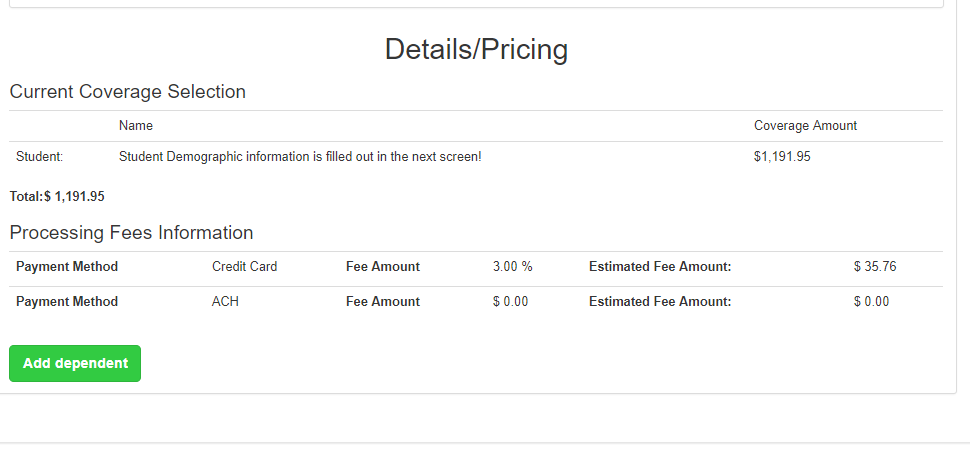 Details/Pricing
Current Coverage Selection
Name Coverage Amount
Student: Student Demographic information is filled out in the next screen! $1,191.95
Total:$ 1,191.95
Processing Fees Information
Payment Method Credit Card Fee Amount 3.00 % Estimated Fee Amount: $ 35.76
Payment Method ACH Fee Amount $ 0.00 Estimated Fee Amount: $ 0.00
Add dependent